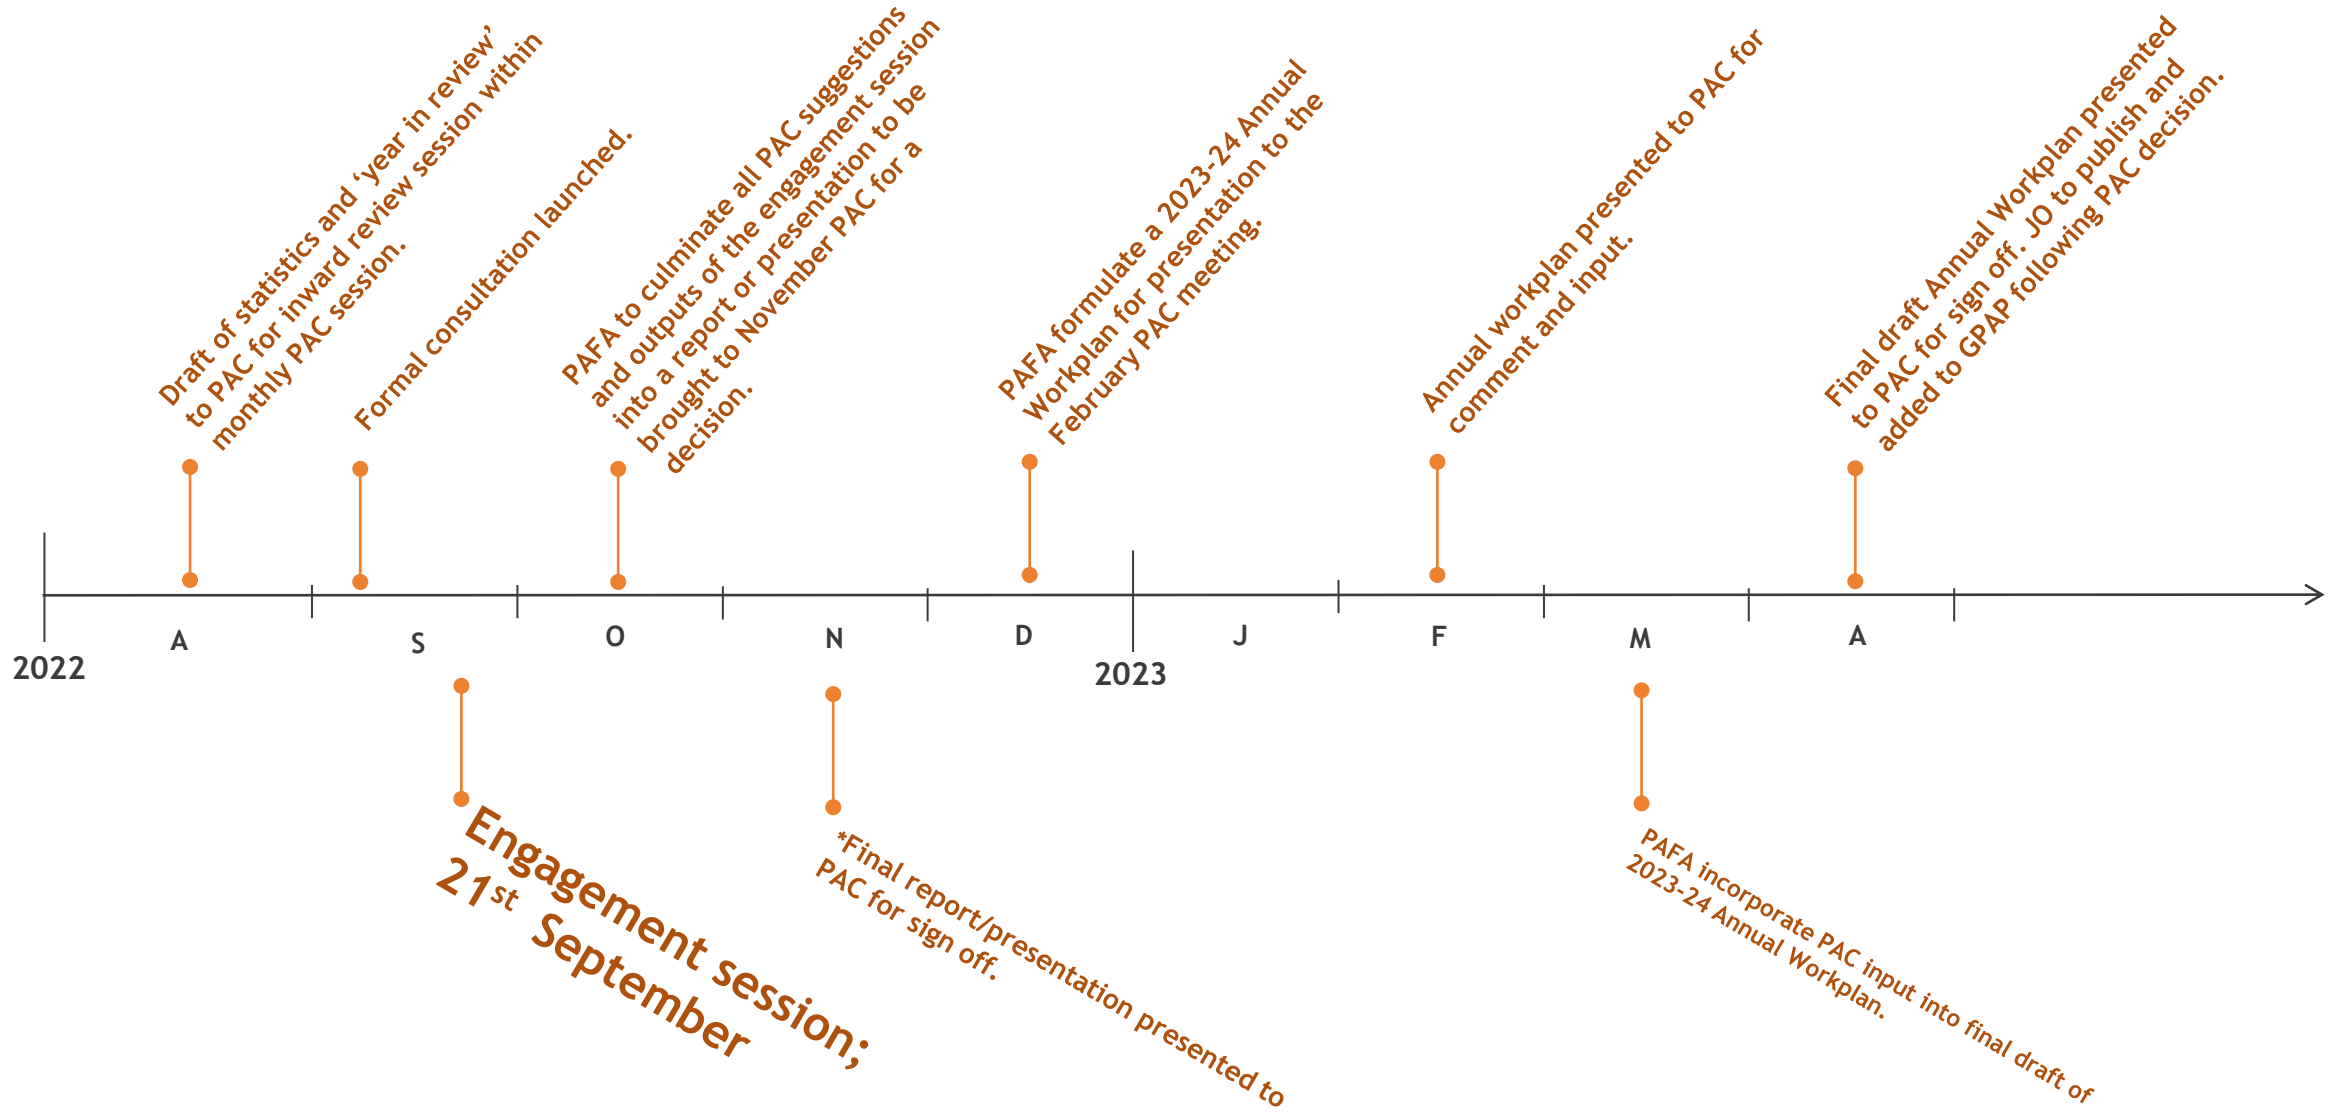 Draft of statistics and ‘year in review’
to PAC for inward review session within
monthly PAC session.
Formal consultation launched.
PAFA to culminate all PAC suggestions
and outputs of the engagement session
into a report or presentation to be
brought to November PAC for a
decision.
PAFA formulate a 2023-24 Annual
Workplan for presentation to the
February PAC meeting.
Annual workplan presented to PAC for
comment and input.
Final draft Annual Workplan presented
to PAC for sign off. JO to publish and
added to GPAP following PAC decision.
A
S
O
N
D
J
F
M
A
2022
2023
Engagement session;
21st September
*Final report/presentation presented to
PAC for sign off.
PAFA incorporate PAC input into final draft of
2023-24 Annual Workplan.